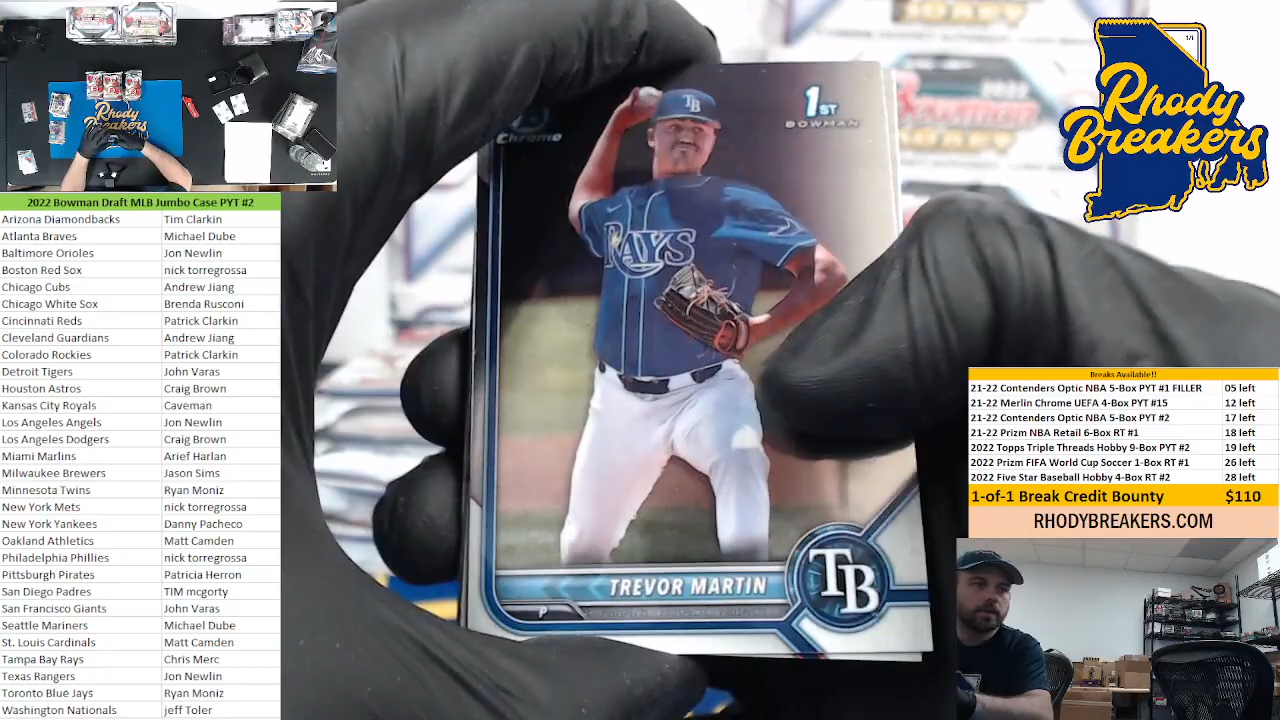 2022 Bowman Draft MLB Jumbo Case PYT #2
Arizona Diamondbacks Tim Clarkin
Atlanta Braves Michael Dube
Baltimore Orioles Jon Newlin
Boston Red Sox nick torregrossa
Chicago Cubs Andrew Jiang
Chicago White Sox Brenda Rusconi
Cincinnati Reds Patrick Clarkin
Cleveland Guardians Andrew Jiang
Colorado Rockies Patrick Clarkin
Detroit Tigers John Varas
Houston Astros Craig Brown
Kansas City Royals Caveman
Los Angeles Angels Jon Newlin
Los Angeles Dodgers Craig Brown
Miami Marlins Arief Harlan
Milwaukee Brewers Jason Sims
Minnesota Twins Ryan Moniz
New York Mets nick torregrossa
New York Yankees Danny Pacheco
Oakland Athletics Matt Camden
Philadelphia Phillies nick torregrossa
Pittsburgh Pirates Patricia Herron
San Diego Padres TIM mcgorty
San Francisco Giants John Varas
Seattle Mariners Michael Dube
St. Louis Cardinals Matt Camden
Tampa Bay Rays Chris Merc
Texas Rangers Jon Newlin
Toronto Blue Jays Ryan Moniz
Washington Nationals jeff Toler
Rhody
Breakers
Chrome
1ST
BOWMAN
TB
RAYS
TREVOR MARTIN
P
TB
2022
Bowman
1/1
Rhody
Breakers
Breaks Available!!
21-22 Contenders Optic NBA 5-Box PYT #1 FILLER 05 left
21-22 Merlin Chrome UEFA 4-Box PYT #15 12 left
21-22 Contenders Optic NBA 5-Box PYT #2 17 left
21-22 Prizm NBA Retail 6-Box RT #1 18 left
2022 Topps Triple Threads Hobby 9-Box PYT #2 19 left
2022 Prizm FIFA World Cup Soccer 1-Box RT #1 26 left
2022 Five Star Baseball Hobby 4-Box RT #2 28 left
1-of-1 Break Credit Bounty $110
RHODYBREAKERS.COM